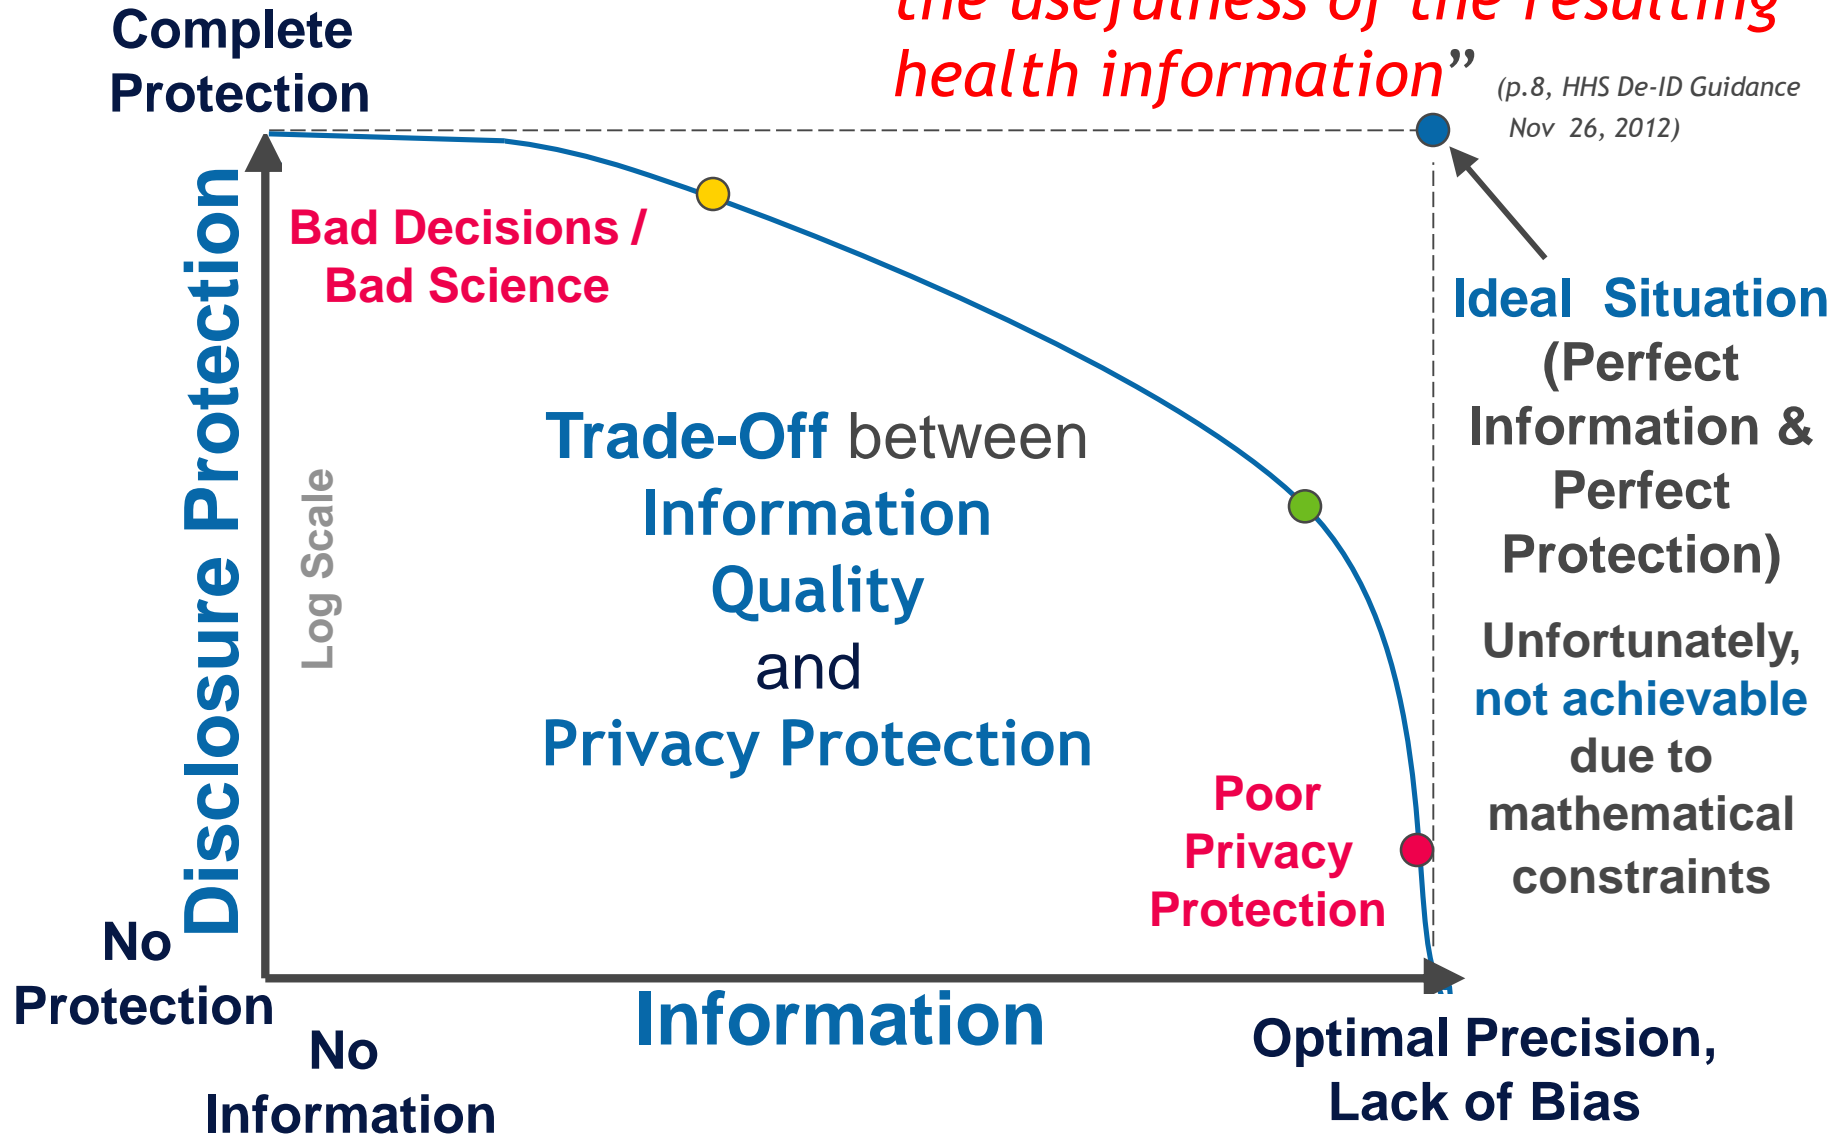 the usefulness of the resulting
health information”
(p.8, HHS De-ID Guidance
Nov 26, 2012)
Complete
Protection
Disclosure Protection
Log Scale
Bad Decisions /
Bad Science
Trade-Off between
Information
Quality
and
Privacy Protection
Ideal Situation
(Perfect
Information &
Perfect
Protection)
Unfortunately,
not achievable
due to
mathematical
constraints
Poor
Privacy
Protection
No
Protection
No
Information
Information
Optimal Precision,
Lack of Bias